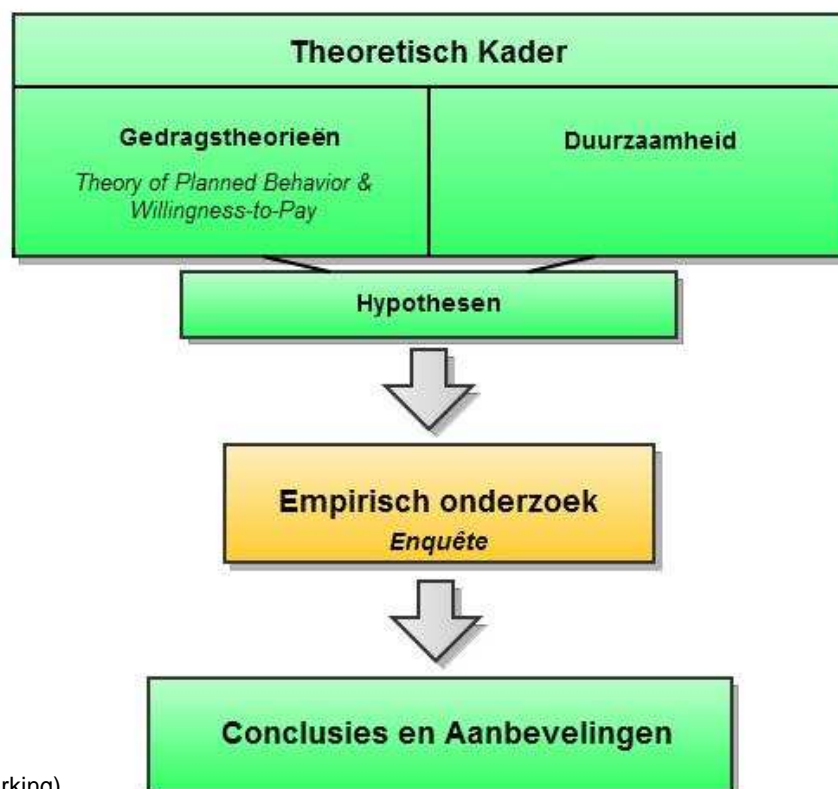 Theoretisch Kader
Gedragstheorieën
Theory of Planned Behavior &
Willingness-to-Pay
Duurzaamheid
Hypothesen
Empirisch onderzoek
Enquête
Conclusies en Aanbevelingen